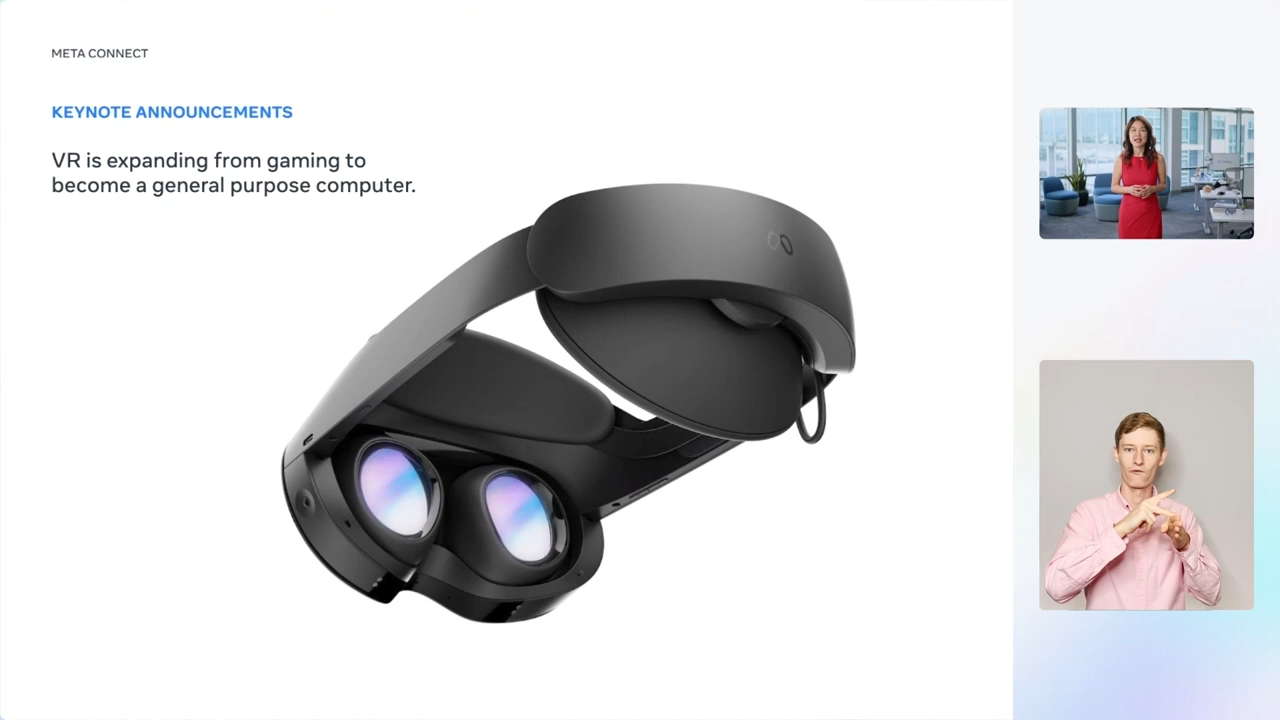 META CONNECT
KEYNOTE ANNOUNCEMENTS
VR is expanding from gaming to
become a general purpose computer.